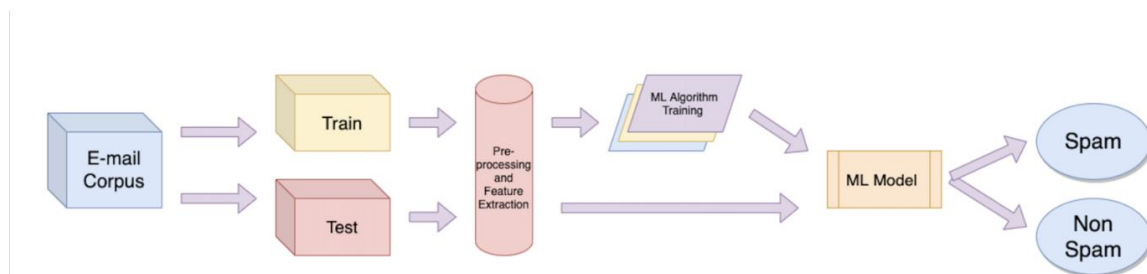 E-mail
Corpus
Train
Test
Pre-
processing
and
Feature
Extraction
ML Algorithm
Training
ML Model
Spam
Non
Spam